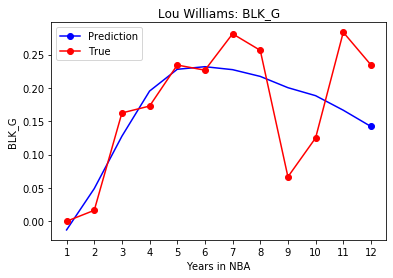 Lou Williams: BLK_G
Prediction
True
BLK_G
0.25
0.20
0.15
0.10
0.05
0.00
1 2 3 4 5 6 7 8 9 10 11 12
Years in NBA